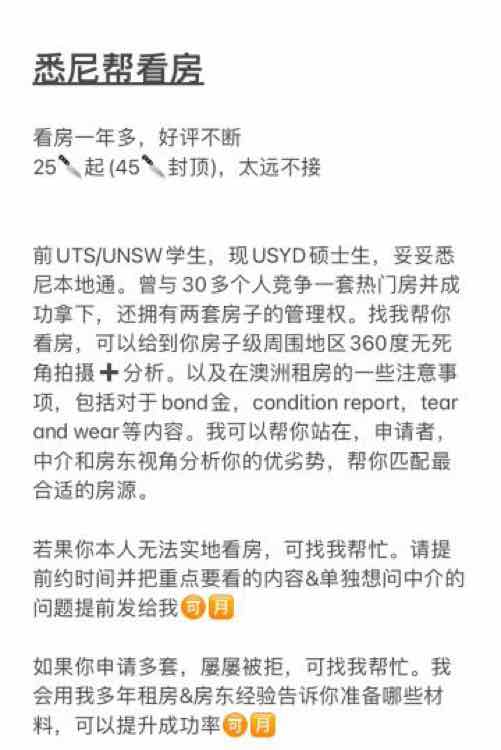 悉尼帮看房
看房一年多，好评不断
25🔪起(45🔪封顶)，太远不接
前UTS/UNSW学生，现USYD硕士生，妥妥悉
尼本地通。曾与30多个人竞争一套热门房并成
功拿下，还拥有两套房子的管理权。找我帮你
看房，可以给到你房子级周围地区360度无死
角拍摄➕分析。以及在澳洲租房的一些注意事
项，包括对于bond金，condition report，tear
and wear等内容。我可以帮你站在，申请者，
中介和房东视角分析你的优劣势，帮你匹配最
合适的房源。
若果你本人无法实地看房，可找我帮忙。请提
前约时间并把重点要看的内容&单独想问中介的
问题提前发给我🉑🈷️
如果你申请多套，屡屡被拒，可找我帮忙。我
会用我多年租房&房东经验告诉你准备哪些材
料，可以提升成功率🉑🈷️